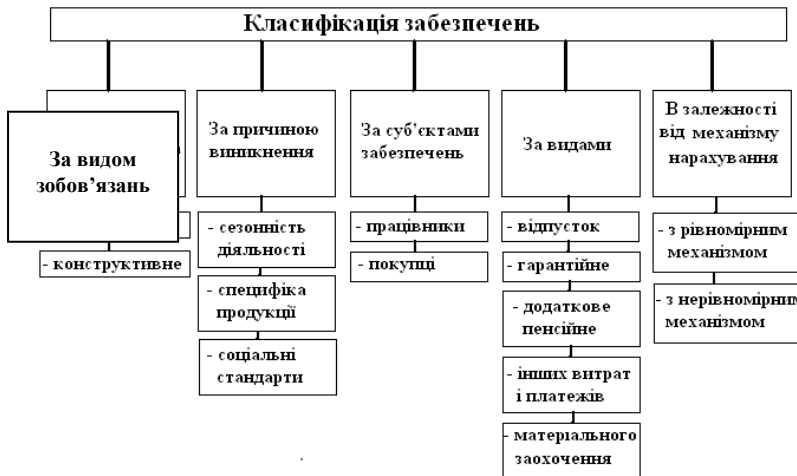 Класифікація забезпечень
За видом
зобов’язань
- конструктивне
За причиною
виникнення
- сезонність
діяльності
- специфіка
продукції
- соціальні
стандарти
За суб'єктами
забезпечень
- працівники
- покупці
За видами
- відпусток
- гарантійне
- додаткове
пенсійне
- інших витрат
і платежів
- матеріального
заохочення
В залежності
від механізму
нарахування
- з рівномірним
механізмом
- з нерівномірним
механізмом